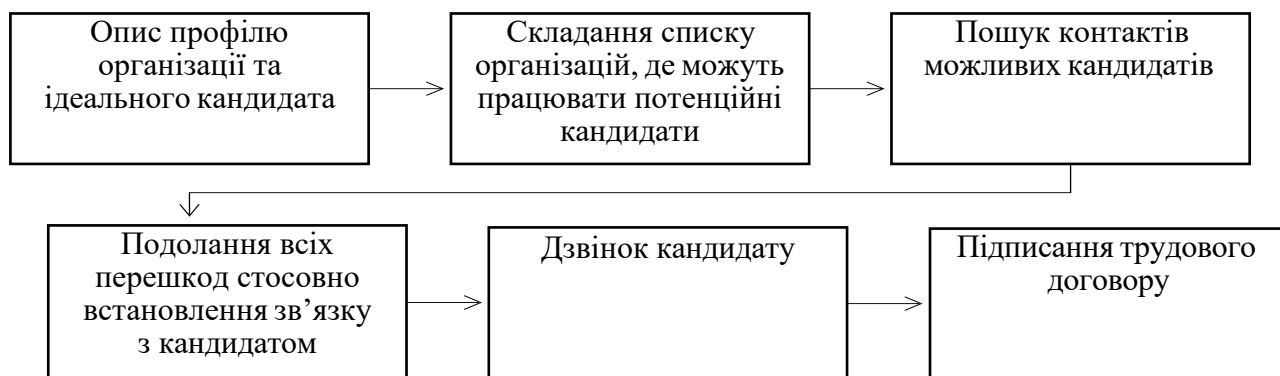 Опис профілю
організації та
ідеального кандидата
Складання списку
організацій, де можуть
працювати потенційні
кандидати
Пошук контактів
можливих кандидатів
Подолання всіх
перешкод стосовно
встановлення зв’язку
з кандидатом
Дзвінок кандидату
Підписання трудового
договору